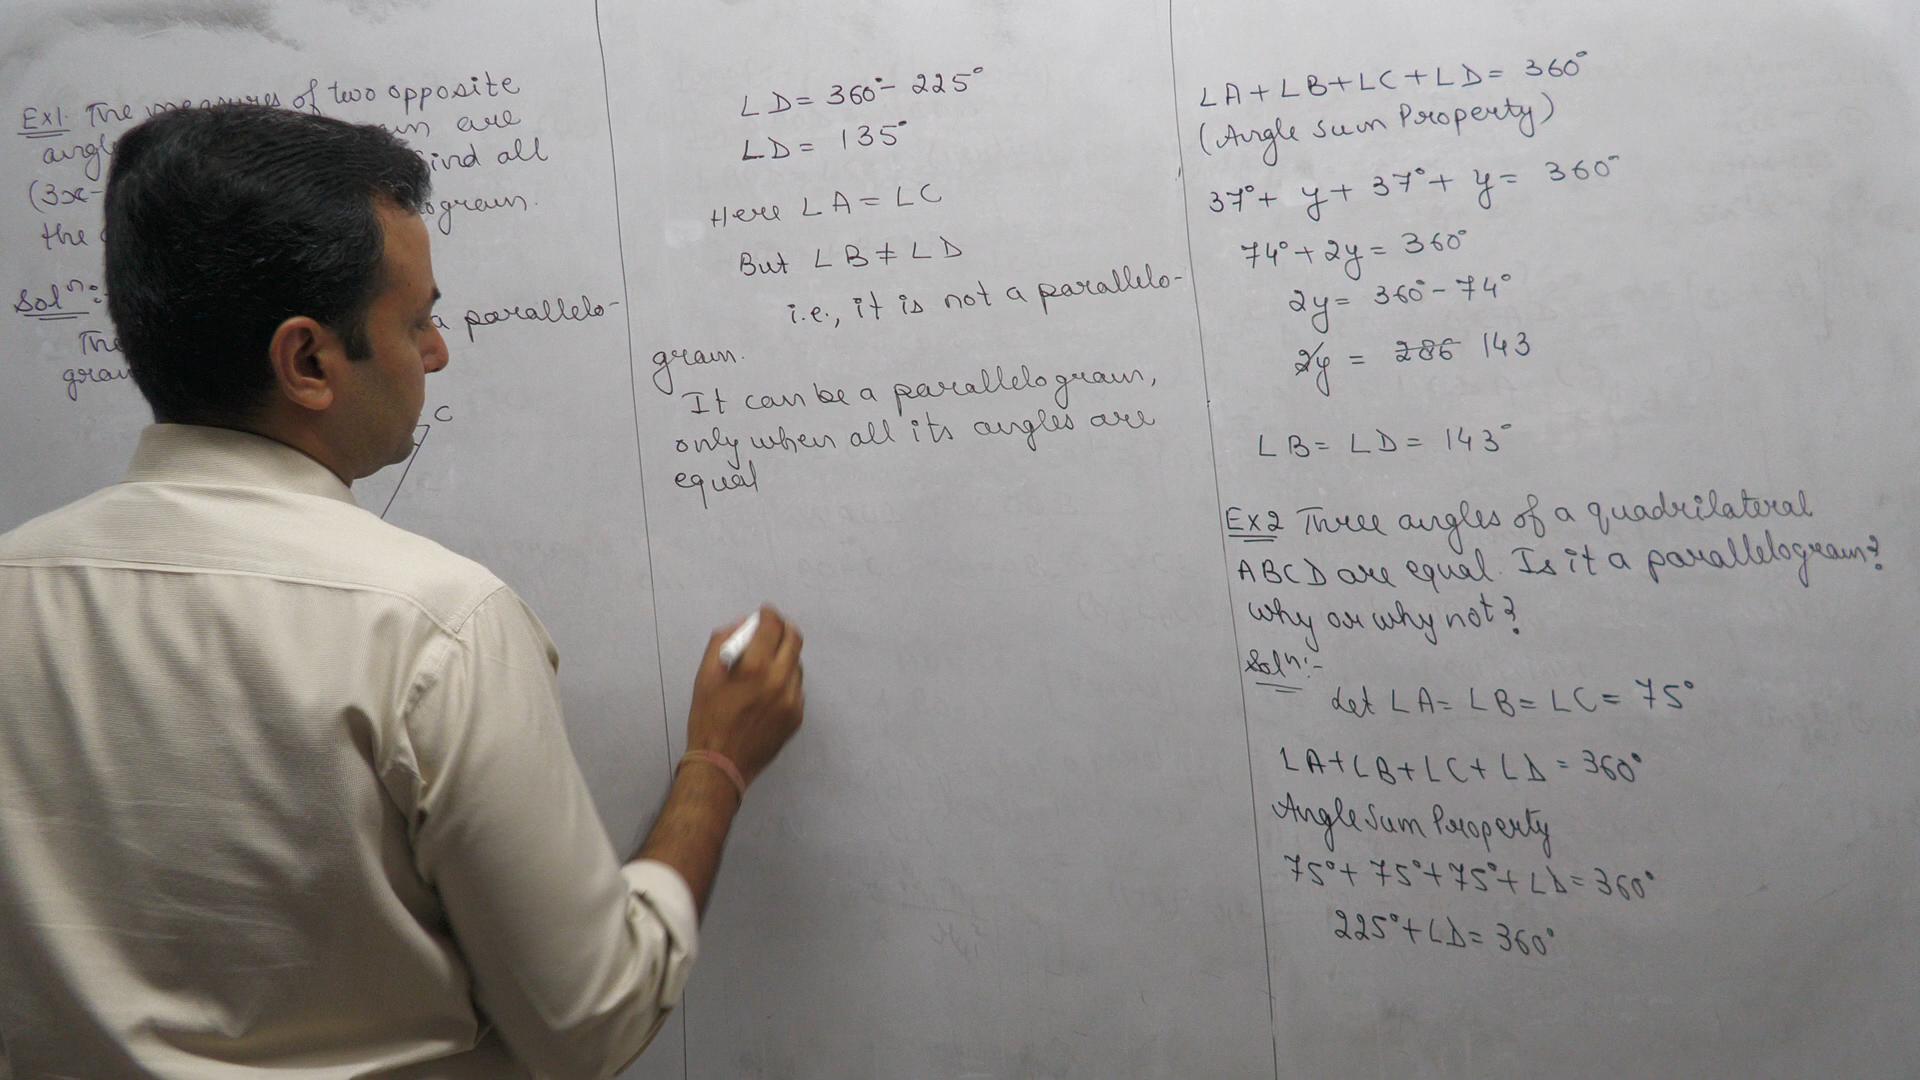 Ex1. The measures of two opposite
are
(3x- find all
the
Solⁿ:-
The a parallelo-
gram
C
∠D = 360° - 225°
∠D = 135°
Here ∠A = ∠C
But ∠B ≠ ∠D
i.e., it is not a parallelo-
gram.
It can be a parallelogram,
only when all its angles are
equal
∠A + ∠B + ∠C + ∠D = 360°
(Angle Sum Property)
37° + y + 37° + y = 360°
74° + 2y = 360°
2y = 360° - 74°
2y = 286 143
∠B = ∠D = 143°
Ex2 Three angles of a quadrilateral
ABCD are equal. Is it a parallelogram?
why or why not?
Solⁿ:-
Let ∠A = ∠B = ∠C = 75°
∠A + ∠B + ∠C + ∠D = 360°
Angle Sum Property
75° + 75° + 75° + ∠D = 360°
225° + ∠D = 360°